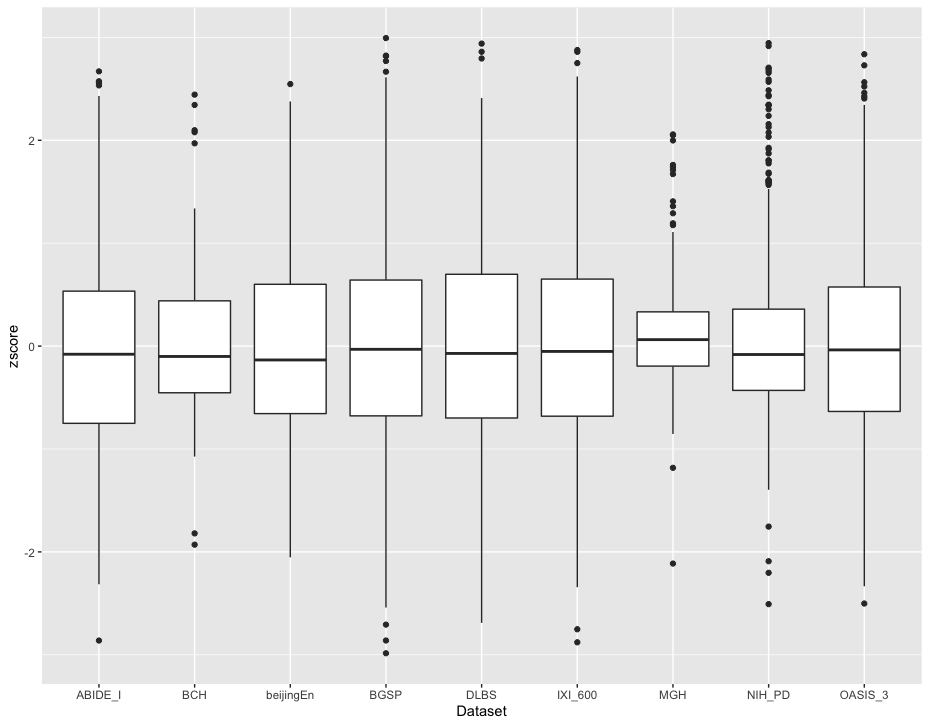 zscore
2
0
-2
ABIDE_I BCH beijingEn BGSP DLBS IXI_600 MGH NIH_PD OASIS_3
Dataset